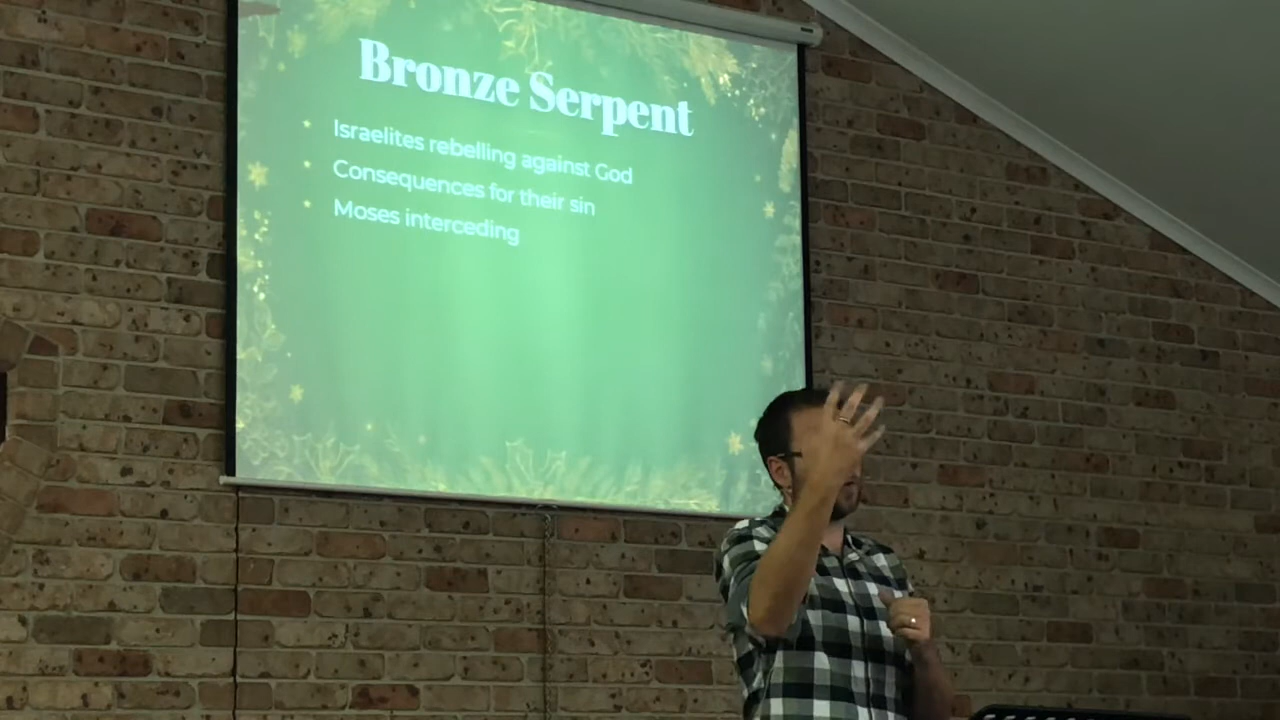 Bronze Serpent
Israelites rebelling against God
Consequences for their sin
Moses interceding